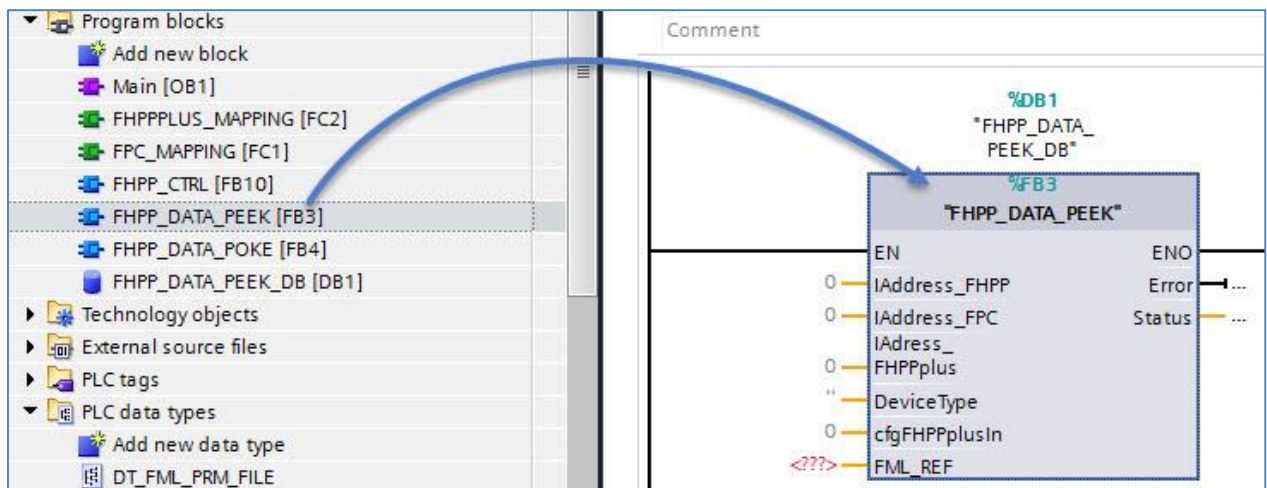 Program blocks
Add new block
Main [OB1]
FHPPPLUS_MAPPING [FC2]
FPC_MAPPING [FC1]
FHPP_CTRL [FB10]
FHPP_DATA_PEEK [FB3]
FHPP_DATA_POKE [FB4]
FHPP_DATA_PEEK_DB [DB1]
Technology objects
External source files
PLC tags
PLC data types
Add new data type
DT_FML_PRM_FILE
Comment
%DB1
"FHPP_DATA_
PEEK_DB"
%FB3
"FHPP_DATA_PEEK"
EN ENO
0 IAddress_FHPP Error ...
0 IAddress_FPC Status ...
IAdress_
0 FHPPplus
'' DeviceType
0 cfgFHPPplusIn
<???> FML_REF